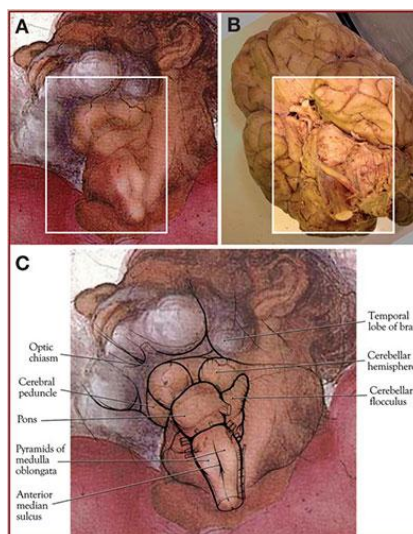 A
B
C
Optic
chiasm
Cerebral
peduncle
Pons
Pyramids of
medulla
oblongata
Anterior
median
sulcus
Temporal
lobe of bra
Cerebellar
hemisphere
Cerebellar
flocculus